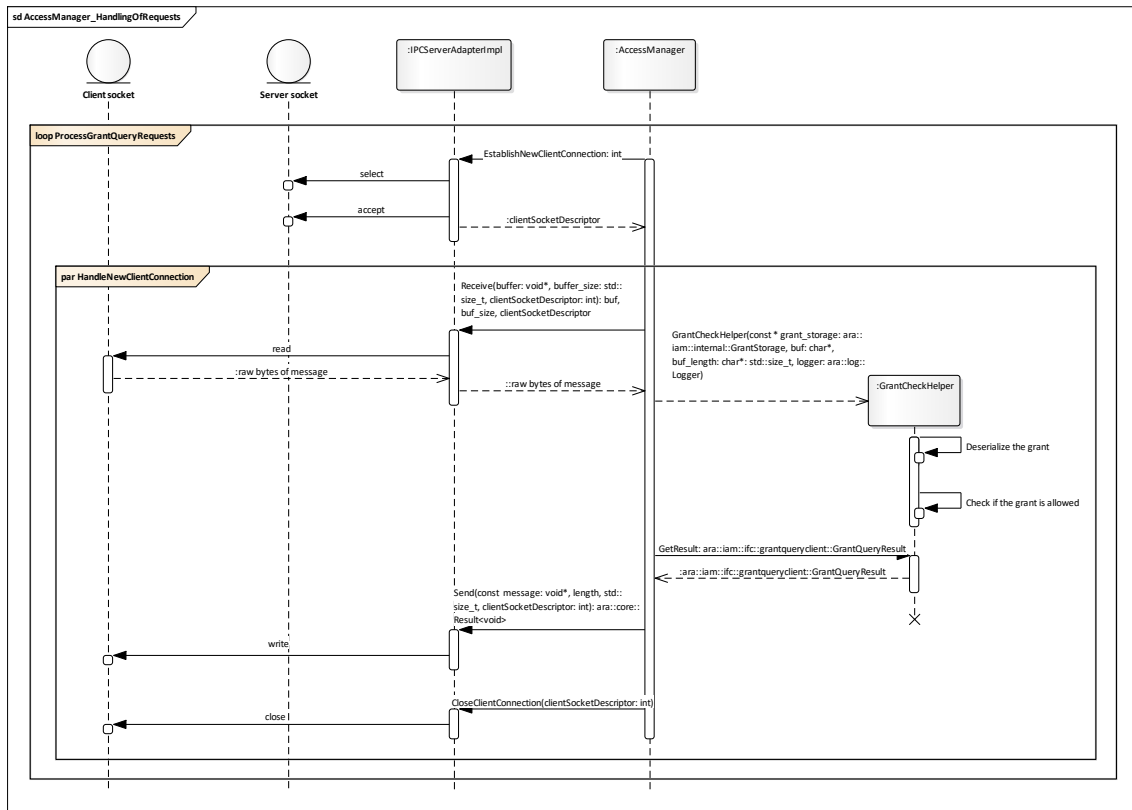 sd AccessManager_HandlingOfRequests
:IPCServerAdapterImpl
:AccessManager
Client socket
Server socket
loop ProcessGrantQueryRequests
EstablishNewClientConnection: int
select
accept
:clientSocketDescriptor
par HandleNewClientConnection
Receive(buffer: void*, buffer_size: std::
size_t, clientSocketDescriptor: int): buf,
buf_size, clientSocketDescriptor
GrantCheckHelper(const * grant_storage: ara::
iam::internal::GrantStorage, buf: char*,
buf_length: char*: std::size_t, logger: ara::log::
Logger)
read
:raw bytes of message
::raw bytes of message
:GrantCheckHelper
Deserialize the grant
Check if the grant is allowed
GetResult: ara::iam::ifc::grantqueryclient::GrantQueryResult
:ara::iam::ifc::grantqueryclient::GrantQueryResult
Send(const message: void*, length, std::
size_t, clientSocketDescriptor: int): ara::core::
Result<void>
write
CloseClientConnection(clientSocketDescriptor: int)
close